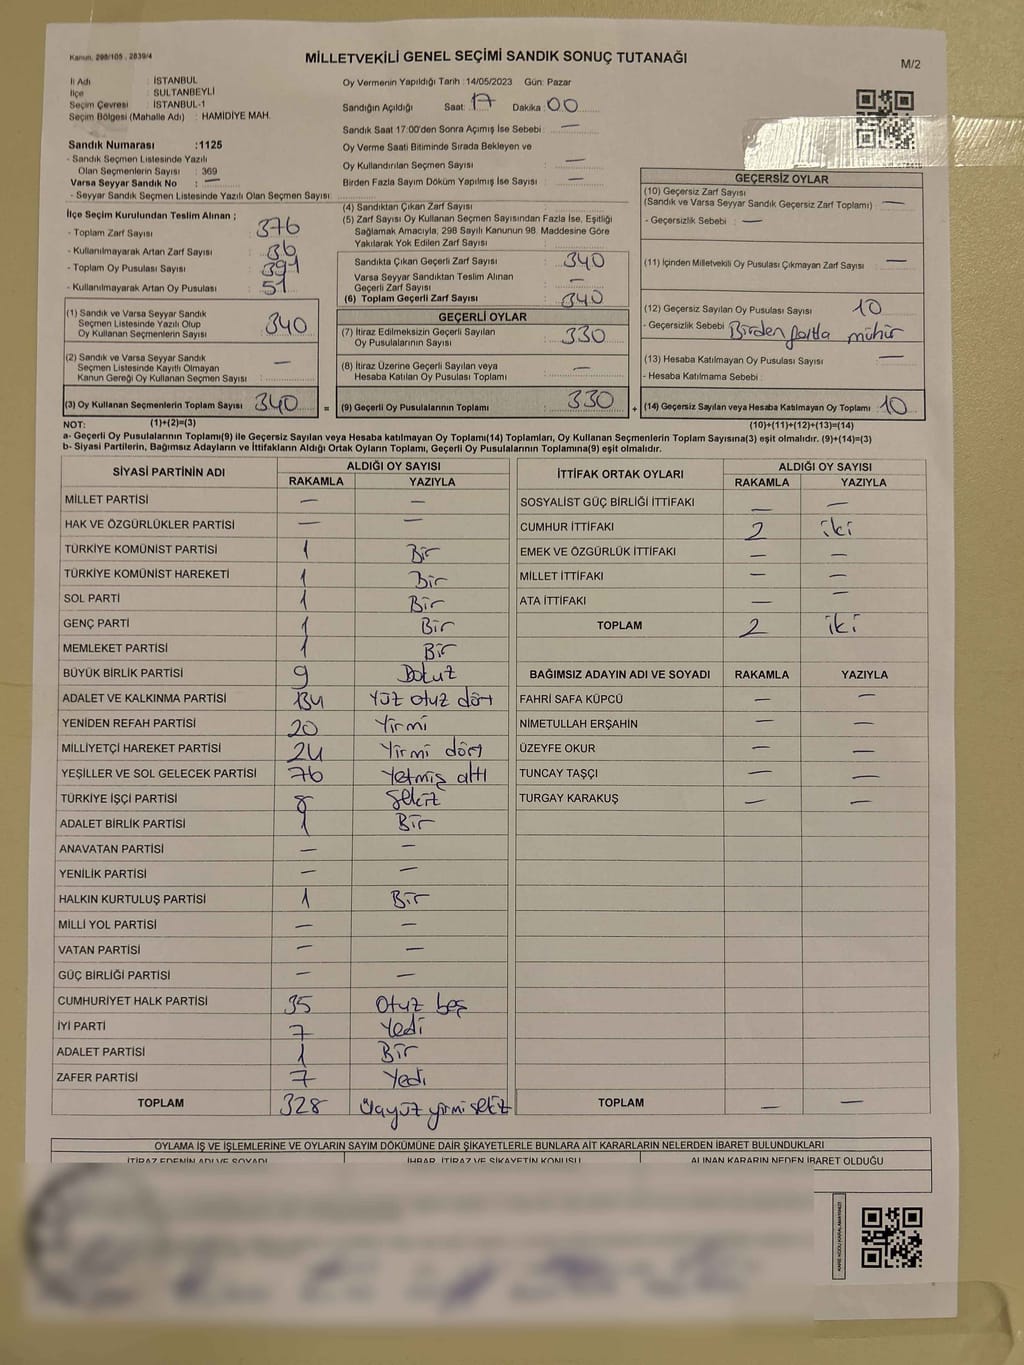 Kanun, 298/105 , 2839/4
MİLLETVEKİLİ GENEL SEÇİMİ SANDIK SONUÇ TUTANAĞI
M/2
İl Adı : İSTANBUL
İlçe : SULTANBEYLİ
Seçim Çevresi : İSTANBUL-1
Seçim Bölgesi (Mahalle Adı) : HAMİDİYE MAH.
Oy Vermenin Yapıldığı Tarih :14/05/2023 Gün: Pazar
Sandığın Açıldığı Saat: 17 Dakika: 00
Sandık Saat 17:00'den Sonra Açılmış İse Sebebi : —
Oy Verme Saati Bitiminde Sırada Bekleyen ve
Oy Kullandırılan Seçmen Sayısı : —
Birden Fazla Sayım Döküm Yapılmış İse Sayısı : —
Sandık Numarası :1125
- Sandık Seçmen Listesinde Yazılı
Olan Seçmenlerin Sayısı : 369
Varsa Seyyar Sandık No : —
- Seyyar Sandık Seçmen Listesinde Yazılı Olan Seçmen Sayısı :
İlçe Seçim Kurulundan Teslim Alınan ;
- Toplam Zarf Sayısı : 376
- Kullanılmayarak Artan Zarf Sayısı : 36
- Toplam Oy Pusulası Sayısı : 391
- Kullanılmayarak Artan Oy Pusulası : 51
(1) Sandık ve Varsa Seyyar Sandık
Seçmen Listesinde Yazılı Olup
Oy Kullanan Seçmenlerin Sayısı : 340
(2) Sandık ve Varsa Seyyar Sandık
Seçmen Listesinde Kayıtlı Olmayan
Kanun Gereği Oy Kullanan Seçmen Sayısı : —
(3) Oy Kullanan Seçmenlerin Toplam Sayısı 340
(4) Sandıktan Çıkan Zarf Sayısı :
(5) Zarf Sayısı Oy Kullanan Seçmen Sayısından Fazla İse, Eşitliği
Sağlamak Amacıyla, 298 Sayılı Kanunun 98. Maddesine Göre
Yakılarak Yok Edilen Zarf Sayısı :
Sandıkta Çıkan Geçerli Zarf Sayısı : 340
Varsa Seyyar Sandıktan Teslim Alınan
Geçerli Zarf Sayısı : —
(6) Toplam Geçerli Zarf Sayısı : 340
GEÇERLİ OYLAR
(7) İtiraz Edilmeksizin Geçerli Sayılan
Oy Pusulalarının Sayısı : 330
(8) İtiraz Üzerine Geçerli Sayılan veya
Hesaba Katılan Oy Pusulası Toplamı : —
= (9) Geçerli Oy Pusulalarının Toplamı : 330 +
GEÇERSİZ OYLAR
(10) Geçersiz Zarf Sayısı
(Sandık ve Varsa Seyyar Sandık Geçersiz Zarf Toplamı) : —
- Geçersizlik Sebebi : —
(11) İçinden Milletvekili Oy Pusulası Çıkmayan Zarf Sayısı : —
(12) Geçersiz Sayılan Oy Pusulası Sayısı : 10
- Geçersizlik Sebebi : Birden fazla mühür
(13) Hesaba Katılmayan Oy Pusulası Sayısı : —
- Hesaba Katılmama Sebebi :
(14) Geçersiz Sayılan veya Hesaba Katılmayan Oy Toplamı : 10
NOT: (1)+(2)=(3) (10)+(11)+(12)+(13)=(14)
a- Geçerli Oy Pusulalarının Toplamı(9) ile Geçersiz Sayılan veya Hesaba katılmayan Oy Toplamı(14) Toplamları, Oy Kullanan Seçmenlerin Toplam Sayısına(3) eşit olmalıdır. (9)+(14)=(3)
b- Siyasi Partilerin, Bağımsız Adayların ve İttifakların Aldığı Ortak Oyların Toplamı, Geçerli Oy Pusulalarının Toplamına(9) eşit olmalıdır.
SİYASİ PARTİNİN ADI ALDIĞI OY SAYISI
RAKAMLA YAZIYLA
MİLLET PARTİSİ — —
HAK VE ÖZGÜRLÜKLER PARTİSİ — —
TÜRKİYE KOMÜNİST PARTİSİ 1 Bir
TÜRKİYE KOMÜNİST HAREKETİ 1 Bir
SOL PARTİ 1 Bir
GENÇ PARTİ 1 Bir
MEMLEKET PARTİSİ 1 Bir
BÜYÜK BİRLİK PARTİSİ 9 Dokuz
ADALET VE KALKINMA PARTİSİ 134 Yüz otuz dört
YENİDEN REFAH PARTİSİ 20 Yirmi
MİLLİYETÇİ HAREKET PARTİSİ 24 Yirmi dört
YEŞİLLER VE SOL GELECEK PARTİSİ 76 Yetmiş altı
TÜRKİYE İŞÇİ PARTİSİ 8 Sekiz
ADALET BİRLİK PARTİSİ 1 Bir
ANAVATAN PARTİSİ — —
YENİLİK PARTİSİ — —
HALKIN KURTULUŞ PARTİSİ 1 Bir
MİLLİ YOL PARTİSİ — —
VATAN PARTİSİ — —
GÜÇ BİRLİĞİ PARTİSİ — —
CUMHURİYET HALK PARTİSİ 35 Otuz beş
İYİ PARTİ 7 Yedi
ADALET PARTİSİ 1 Bir
ZAFER PARTİSİ 7 Yedi
TOPLAM 328 Üçyüz yirmi sekiz
İTTİFAK ORTAK OYLARI ALDIĞI OY SAYISI
RAKAMLA YAZIYLA
SOSYALİST GÜÇ BİRLİĞİ İTTİFAKI — —
CUMHUR İTTİFAKI 2 iki
EMEK VE ÖZGÜRLÜK İTTİFAKI — —
MİLLET İTTİFAKI — —
ATA İTTİFAKI — —
TOPLAM 2 iki
BAĞIMSIZ ADAYIN ADI VE SOYADI RAKAMLA YAZIYLA
FAHRİ SAFA KÜPCÜ — —
NİMETULLAH ERŞAHİN — —
ÜZEYFE OKUR — —
TUNCAY TAŞÇI — —
TURGAY KARAKUŞ — —
TOPLAM — —
OYLAMA İŞ VE İŞLEMLERİNE VE OYLARIN SAYIM DÖKÜMÜNE DAİR ŞİKAYETLERLE BUNLARA AİT KARARLARIN NELERDEN İBARET BULUNDUKLARI
İTİRAZ EDENİN ADI VE SOYADI İHBAR, İTİRAZ VE ŞİKAYETİN KONUSU ALINAN KARARIN NEDEN İBARET OLDUĞU